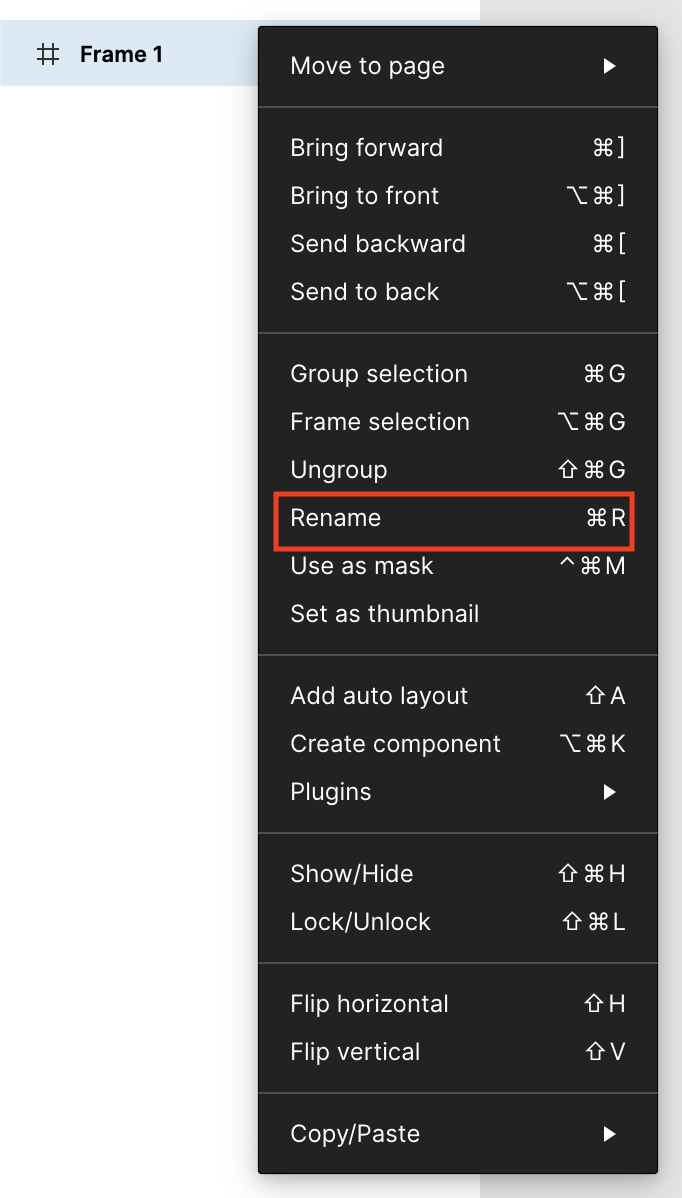 Frame 1
Move to page ▶
Bring forward ⌘]
Bring to front ⌥⌘]
Send backward ⌘[
Send to back ⌥⌘[
Group selection ⌘G
Frame selection ⌥⌘G
Ungroup ⇧⌘G
Rename ⌘R
Use as mask ^⌘M
Set as thumbnail
Add auto layout ⇧A
Create component ⌥⌘K
Plugins ▶
Show/Hide ⇧⌘H
Lock/Unlock ⇧⌘L
Flip horizontal ⇧H
Flip vertical ⇧V
Copy/Paste ▶